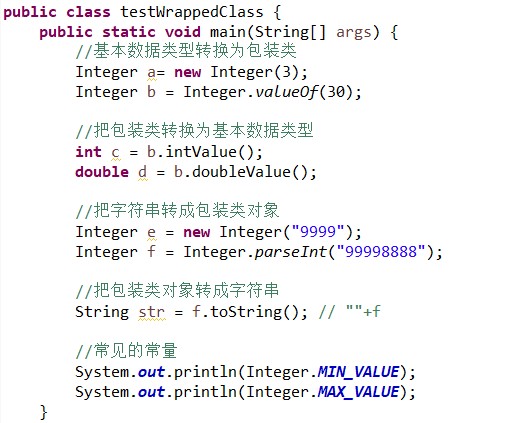 public class testWrappedClass {
    public static void main(String[] args) {
        //基本数据类型转换为包装类
        Integer a= new Integer(3);
        Integer b = Integer.valueOf(30);

        //把包装类转换为基本数据类型
        int c = b.intValue();
        double d = b.doubleValue();

        //把字符串转成包装类对象
        Integer e = new Integer("9999");
        Integer f = Integer.parseInt("99998888");

        //把包装类对象转成字符串
        String str = f.toString(); // ""+f

        //常见的常量
        System.out.println(Integer.MIN_VALUE);
        System.out.println(Integer.MAX_VALUE);
    }